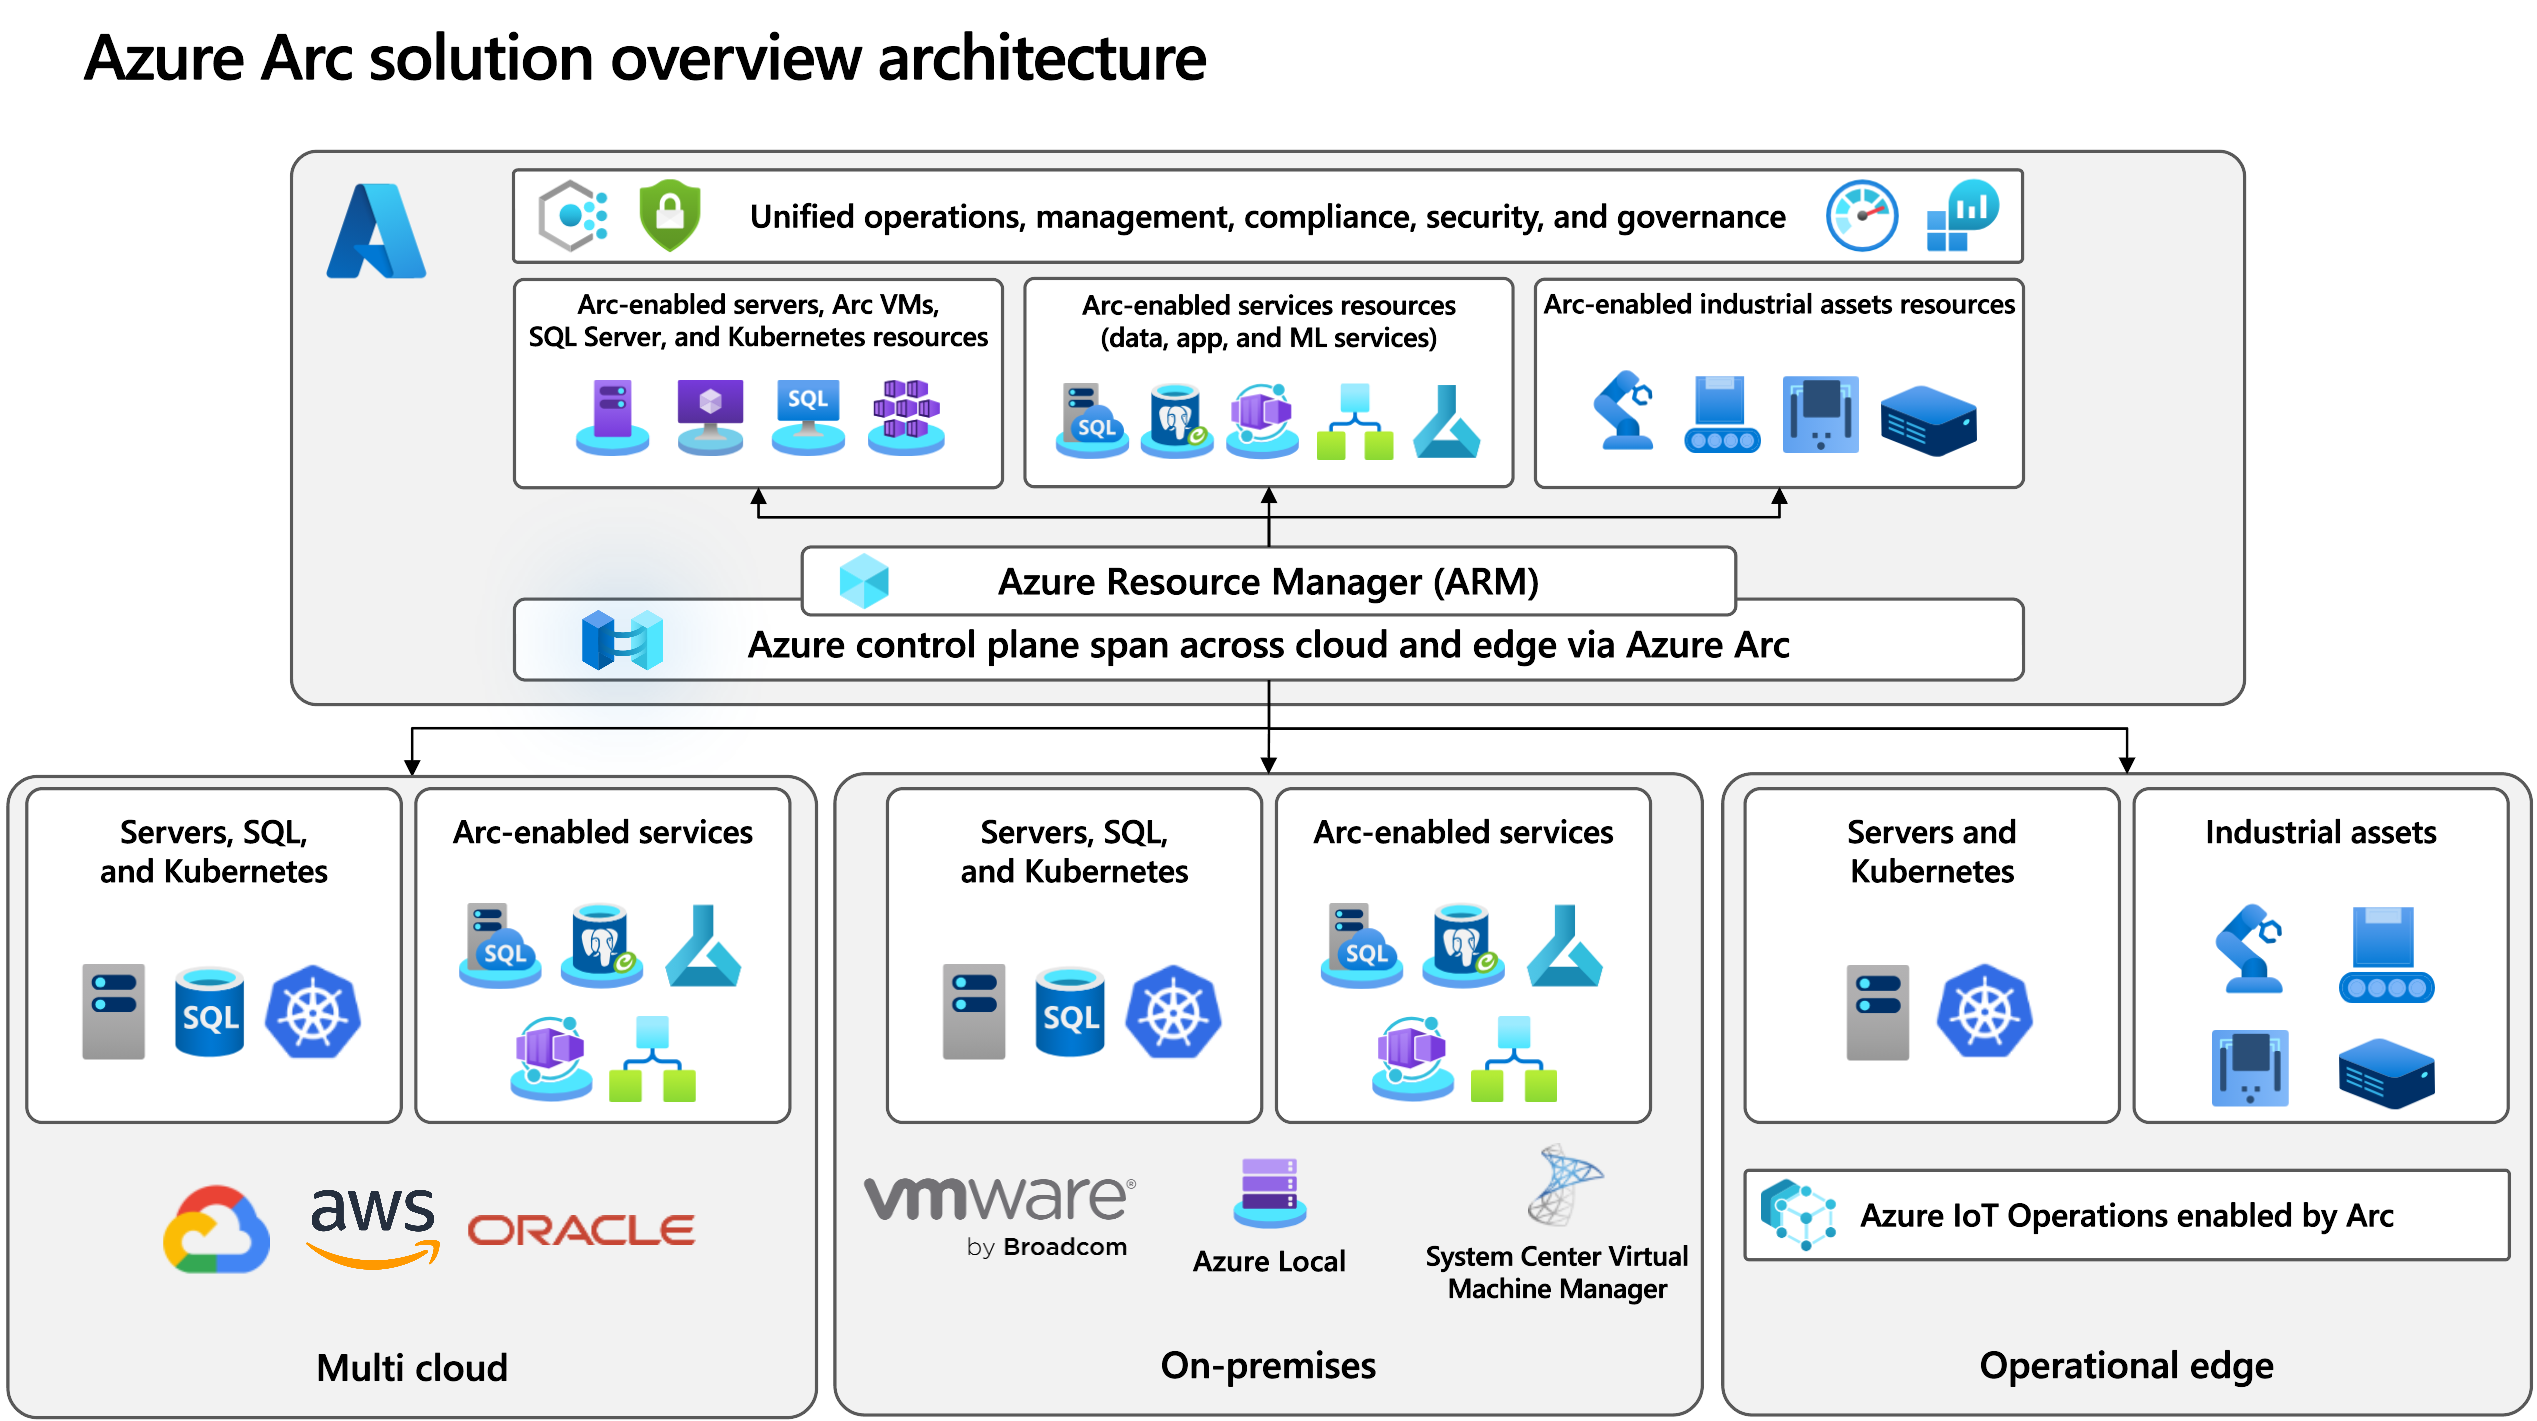 Azure Arc solution overview architecture
Unified operations, management, compliance, security, and governance
Arc-enabled servers, Arc VMs,
SQL Server, and Kubernetes resources
SQL
Arc-enabled services resources
(data, app, and ML services)
SQL
Arc-enabled industrial assets resources
Azure Resource Manager (ARM)
Azure control plane span across cloud and edge via Azure Arc
Servers, SQL,
and Kubernetes
SQL
Arc-enabled services
SQL
aws
ORACLE
Multi cloud
Servers, SQL,
and Kubernetes
SQL
Arc-enabled services
SQL
vmware®
by Broadcom
Azure Local
System Center Virtual
Machine Manager
On-premises
Servers and
Kubernetes
Industrial assets
Azure IoT Operations enabled by Arc
Operational edge